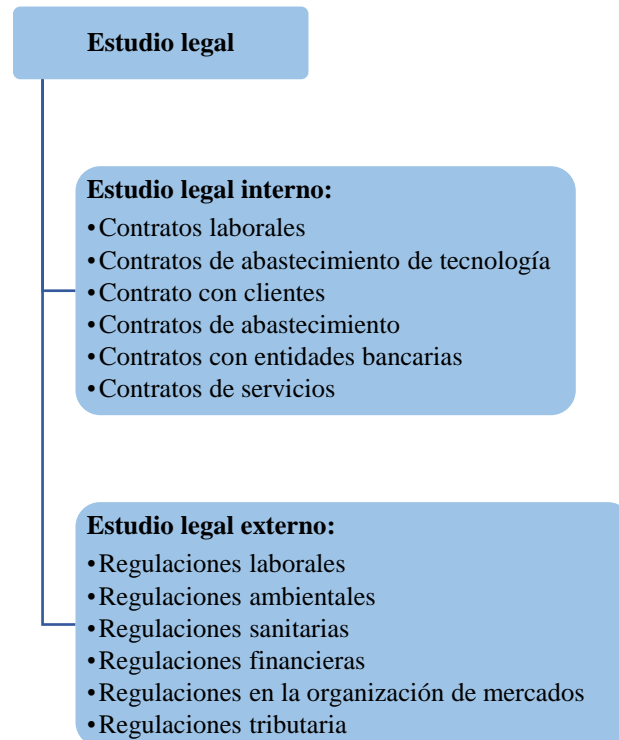 Estudio legal
Estudio legal interno:
•Contratos laborales
•Contratos de abastecimiento de tecnología
•Contrato con clientes
•Contratos de abastecimiento
•Contratos con entidades bancarias
•Contratos de servicios
Estudio legal externo:
•Regulaciones laborales
•Regulaciones ambientales
•Regulaciones sanitarias
•Regulaciones financieras
•Regulaciones en la organización de mercados
•Regulaciones tributaria